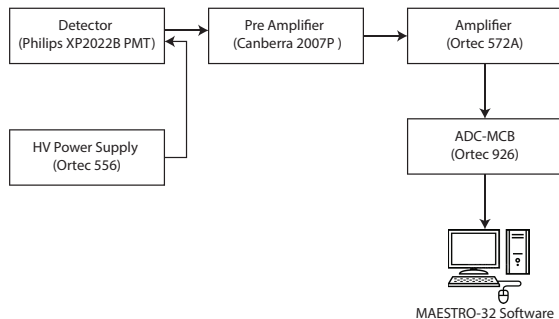 Detector
(Philips XP2022B PMT)
Pre Amplifier
(Canberra 2007P )
Amplifier
(Ortec 572A)
HV Power Supply
(Ortec 556)
ADC-MCB
(Ortec 926)
MAESTRO-32 Software